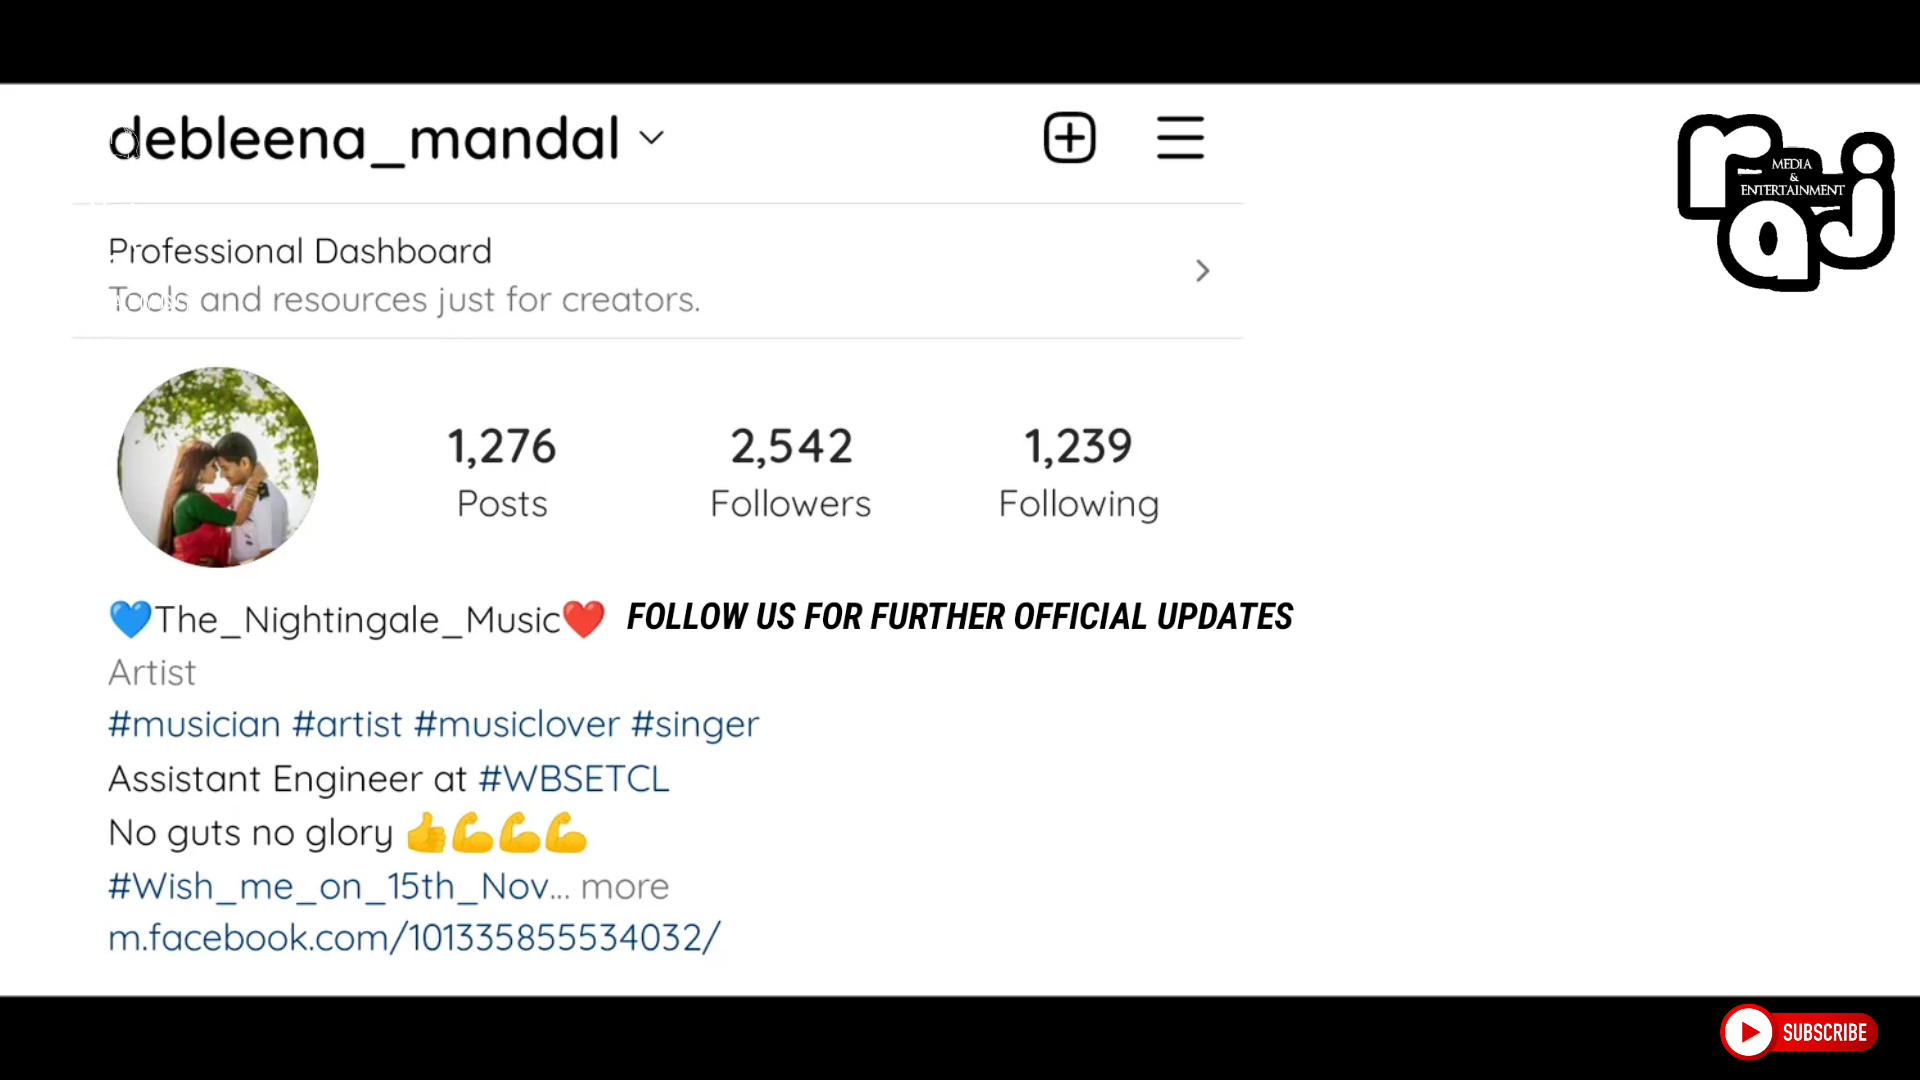 debleena_mandal
raj
MEDIA
&
ENTERTAINMENT
Professional Dashboard
Tools and resources just for creators.
1,276 2,542 1,239
Posts Followers Following
💙The_Nightingale_Music❤️ FOLLOW US FOR FURTHER OFFICIAL UPDATES
Artist
#musician #artist #musiclover #singer
Assistant Engineer at #WBSETCL
No guts no glory 👍💪💪💪
#Wish_me_on_15th_Nov... more
m.facebook.com/101335855534032/
SUBSCRIBE